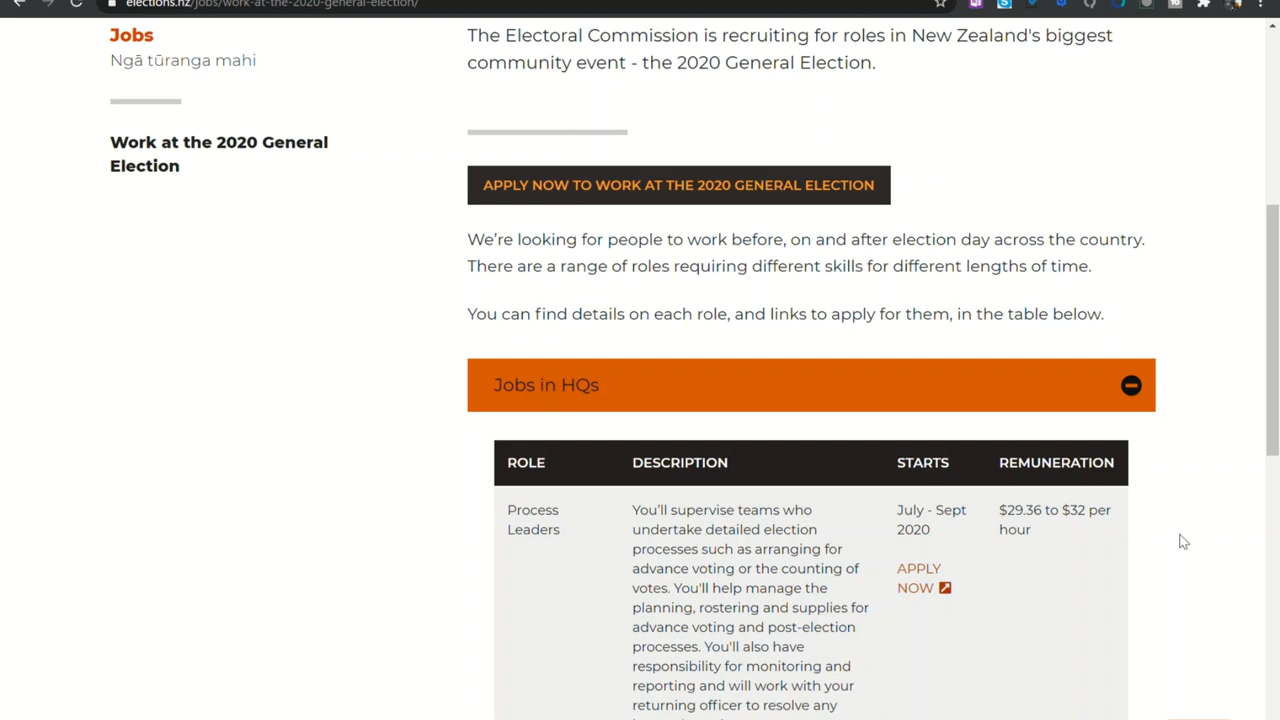 elections.nz/jobs/work-at-the-2020-general-election/
Jobs
Ngā tūranga mahi
Work at the 2020 General
Election
The Electoral Commission is recruiting for roles in New Zealand's biggest
community event - the 2020 General Election.
APPLY NOW TO WORK AT THE 2020 GENERAL ELECTION
We’re looking for people to work before, on and after election day across the country.
There are a range of roles requiring different skills for different lengths of time.
You can find details on each role, and links to apply for them, in the table below.
Jobs in HQs
ROLE DESCRIPTION STARTS REMUNERATION
Process
Leaders
You’ll supervise teams who
undertake detailed election
processes such as arranging for
advance voting or the counting of
votes. You'll help manage the
planning, rostering and supplies for
advance voting and post-election
processes. You'll also have
responsibility for monitoring and
reporting and will work with your
returning officer to resolve any
July - Sept
2020
APPLY
NOW
$29.36 to $32 per
hour